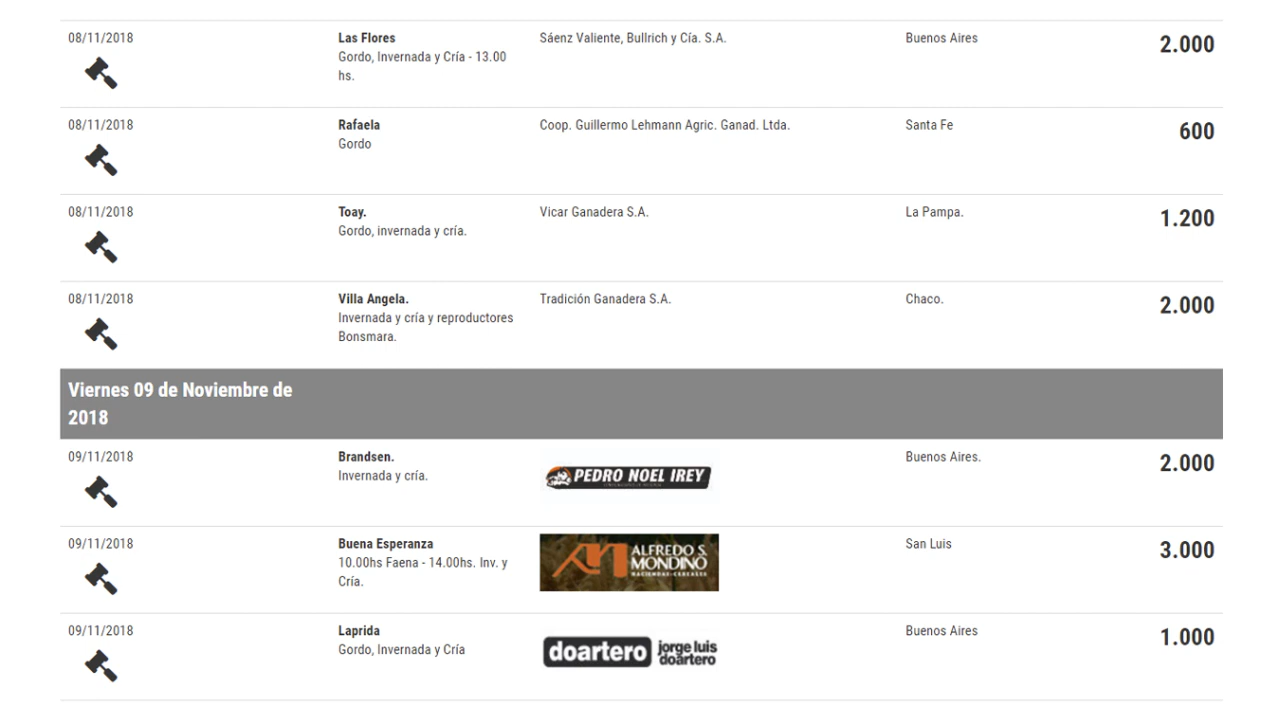 08/11/2018 Las Flores Sáenz Valiente, Bullrich y Cía. S.A. Buenos Aires 2.000
Gordo, Invernada y Cría - 13.00
hs.
08/11/2018 Rafaela Coop. Guillermo Lehmann Agric. Ganad. Ltda. Santa Fe 600
Gordo
08/11/2018 Toay. Vicar Ganadera S.A. La Pampa. 1.200
Gordo, invernada y cría.
08/11/2018 Villa Angela. Tradición Ganadera S.A. Chaco. 2.000
Invernada y cría y reproductores
Bonsmara.
Viernes 09 de Noviembre de
2018
09/11/2018 Brandsen. Buenos Aires. 2.000
Invernada y cría.
PEDRO NOEL IREY
09/11/2018 Buena Esperanza San Luis 3.000
10.00hs Faena - 14.00hs. Inv. y
Cría.
ALFREDO S.
MONDINO
HACIENDAS-CEREALES
09/11/2018 Laprida Buenos Aires 1.000
Gordo, Invernada y Cría
doartero jorge luis
doartero